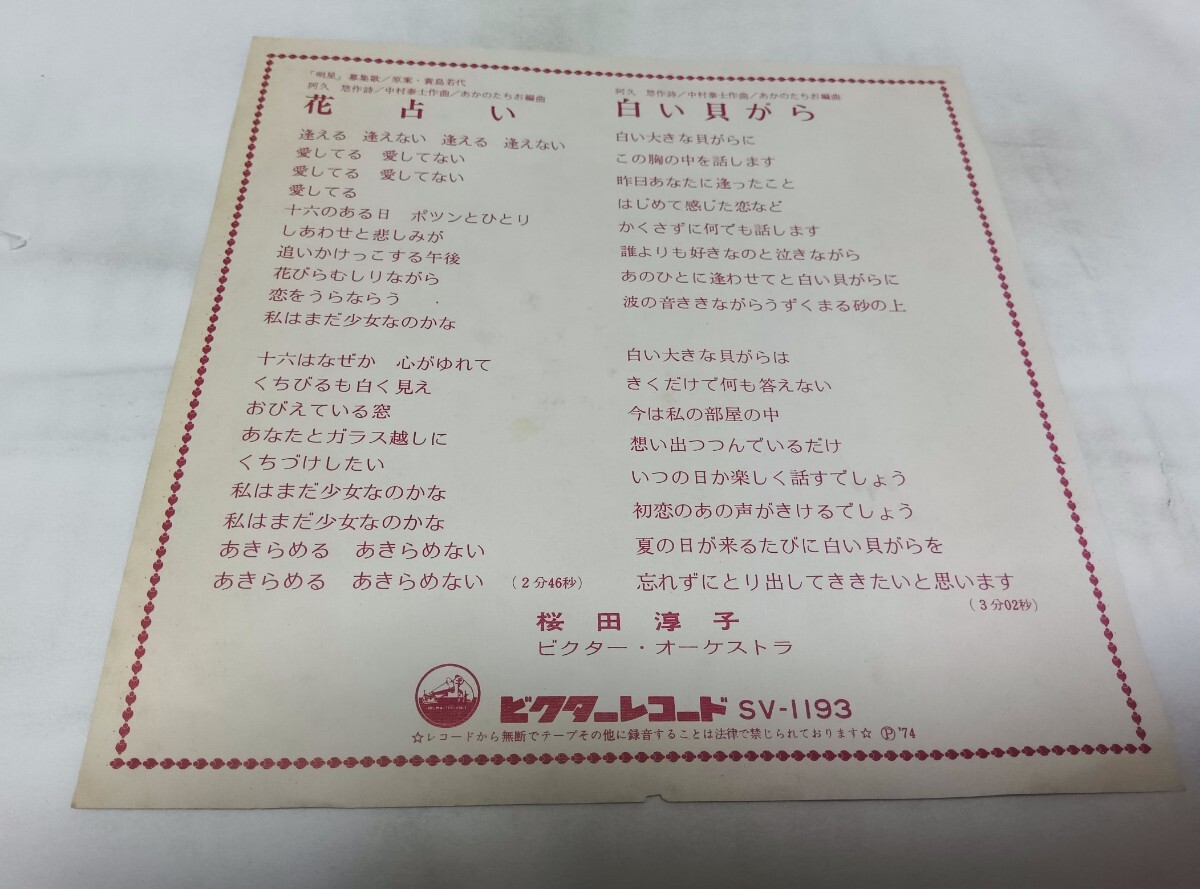 「明星」募集歌/原案・貴島若代
阿久 悠作詩/中村泰士作曲/あかのたちお編曲
花占い
逢える 逢えない 逢える 逢えない
愛してる 愛してない
愛してる 愛してない
愛してる
十六のある日 ポツンとひとり
しあわせと悲しみが
追いかけっこする午後
花びらむしりながら
恋をうらならう
私はまだ少女なのかな
十六はなぜか 心がゆれて
くちびるも白く見え
おびえている窓
あなたとガラス越しに
くちづけしたい
私はまだ少女なのかな
私はまだ少女なのかな
あきらめる あきらめない
あきらめる あきらめない (2分46秒)
阿久 悠作詩/中村泰士作曲/あかのたちお編曲
白い貝がら
白い大きな貝がらに
この胸の中を話します
昨日あなたに逢ったこと
はじめて感じた恋など
かくさずに何でも話します
誰よりも好きなのと泣きながら
あのひとに逢わせてと白い貝がらに
波の音ききながらうずくまる砂の上
白い大きな貝がらは
きくだけで何も答えない
今は私の部屋の中
想い出つつんでいるだけ
いつの日か楽しく話すでしょう
初恋のあの声がきけるでしょう
夏の日が来るたびに白い貝がらを
忘れずにとり出してききたいと思います
(3分02秒)
桜田淳子
ビクター・オーケストラ
ビクターレコード SV-1193
☆レコードから無断でテープその他に録音することは法律で禁じられております☆ Ⓟ'74